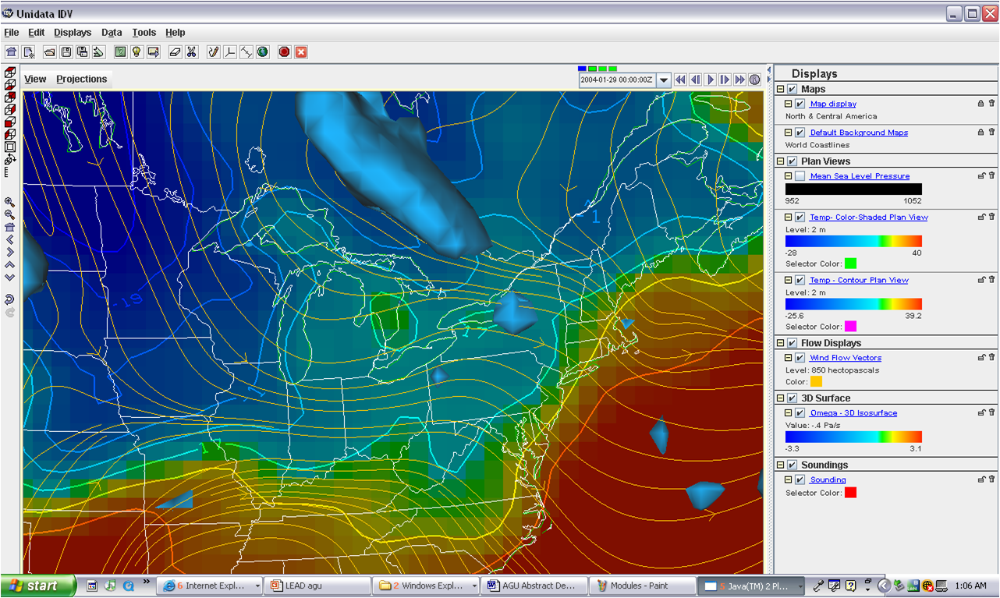 IDV Unidata IDV
File Edit Displays Data Tools Help
View Projections
2004-01-29 00:00:00Z
1
-19
-1
17
Displays
Maps
Map display
North & Central America
Default Background Maps
World Coastlines
Plan Views
Mean Sea Level Pressure
952 1052
Temp- Color-Shaded Plan View
Level: 2 m
-28 40
Selector Color:
Temp - Contour Plan View
Level: 2 m
-25.6 39.2
Selector Color:
Flow Displays
Wind Flow Vectors
Level: 850 hectopascals
Color:
3D Surface
Omega - 3D Isosurface
Value: -.4 Pa/s
-3.3 3.1
Soundings
Sounding
Selector Color:
start » 6 Internet Expl... LEAD agu 2 Windows Expl... AGU Abstract De... Modules - Paint 5 Java(TM) 2 Pl... 1:06 AM